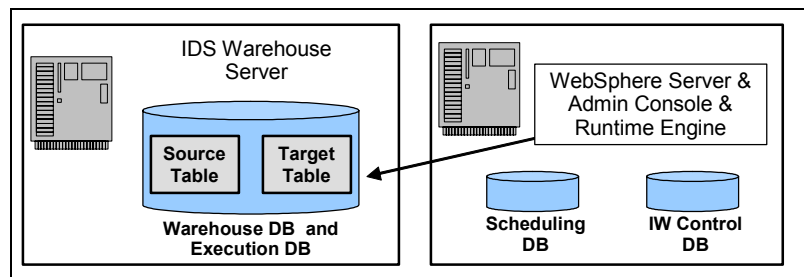 IDS Warehouse
Server
Source
Table
Target
Table
Warehouse DB and
Execution DB
WebSphere Server &
Admin Console &
Runtime Engine
Scheduling
DB
IW Control
DB